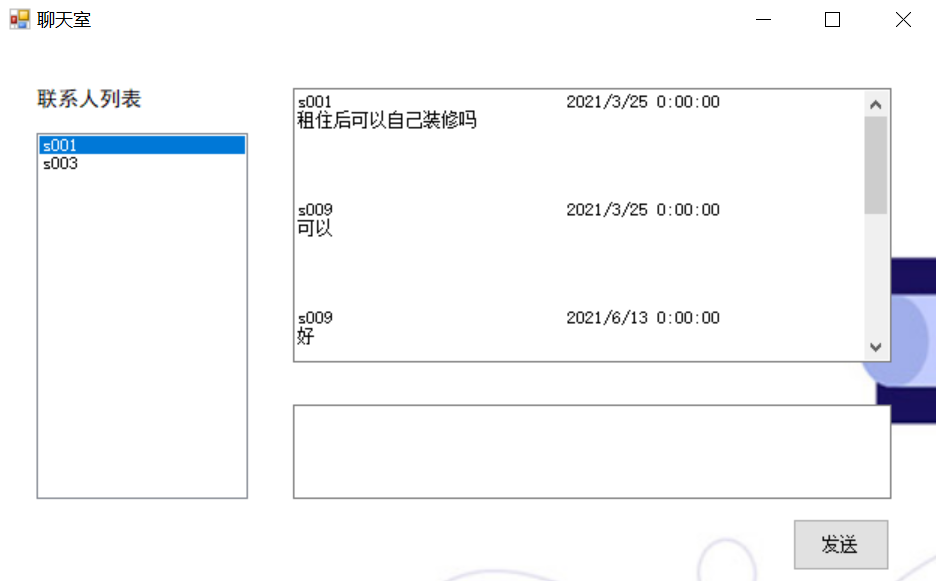 聊天室
联系人列表
s001
s003
s001 2021/3/25 0:00:00
租住后可以自己装修吗
s009 2021/3/25 0:00:00
可以
s009 2021/6/13 0:00:00
好
发送